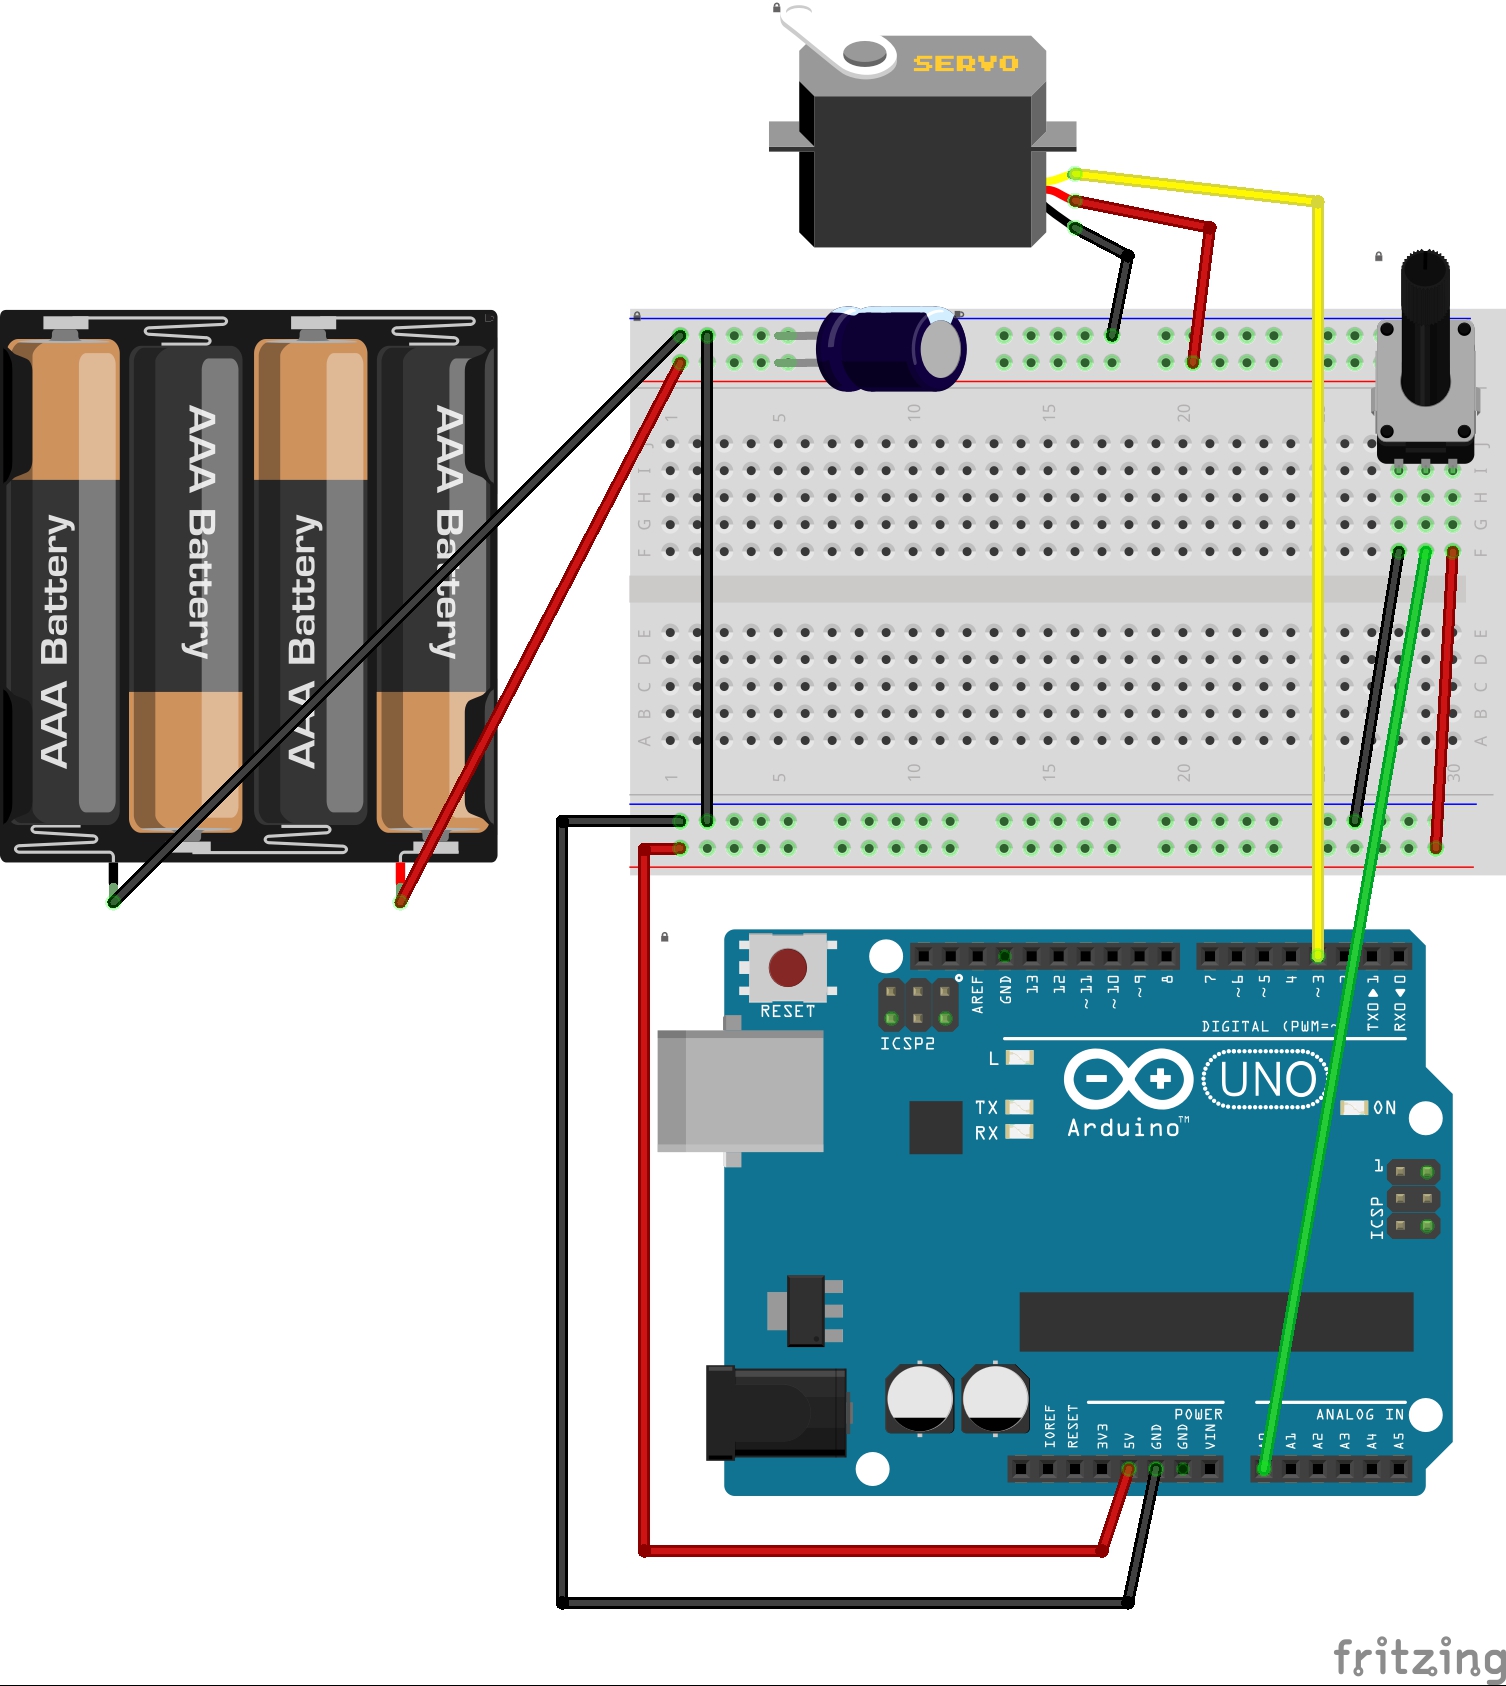 SERVO
AAA Battery
AAA Battery
AAA Battery
AAA Battery
1
5
10
15
20
J
I
I
H
H
G
G
F
F
E
E
D
D
C
C
B
B
A
A
1
5
10
15
20
30
RESET
ICSP2
AREF
GND
13
12
~11
~10
~9
8
7
~6
~5
4
~3
2
TX0▶1
RX0◀0
DIGITAL (PWM=~
L
TX
RX
UNO
Arduino™
ON
1
ICSP
IOREF
RESET
3V3
5V
GND
GND
VIN
POWER
A0
A1
A2
A3
A4
A5
ANALOG IN
fritzing